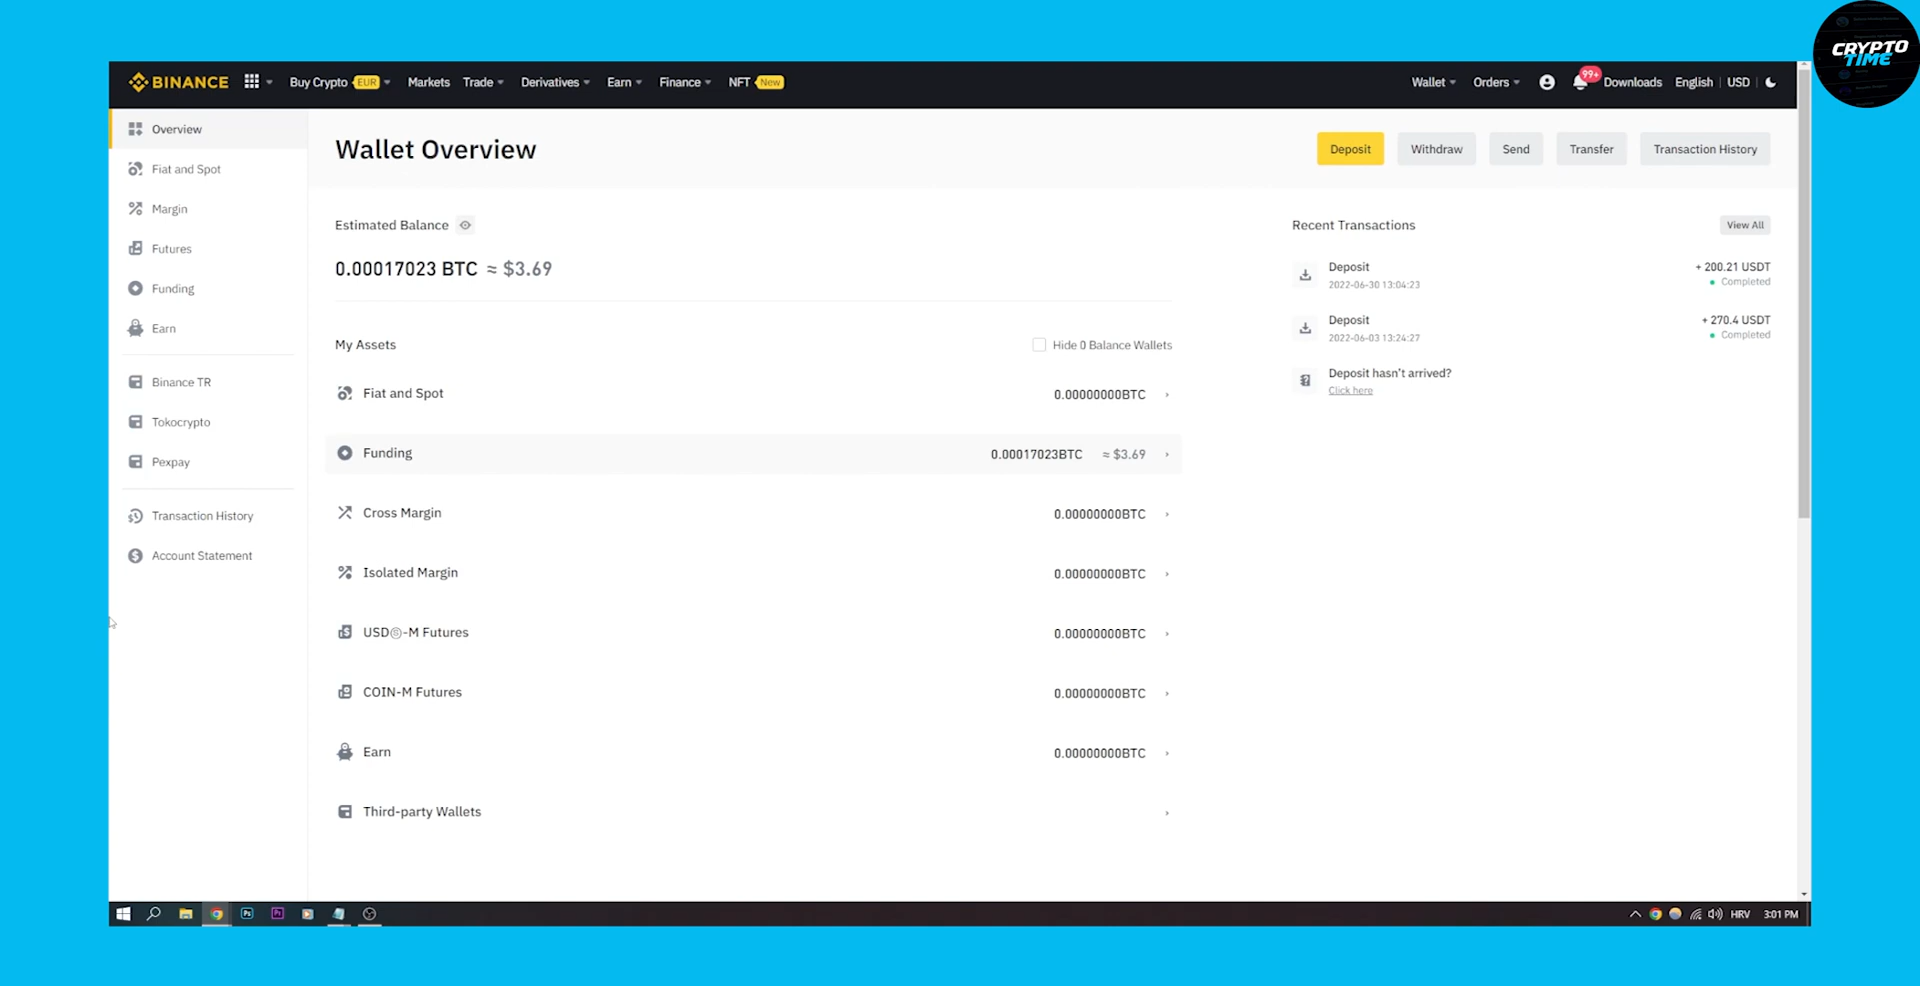 CRYPTO
TIME
BINANCE
Buy Crypto EUR
Markets
Trade
Derivatives
Earn
Finance
NFT New
Wallet
Orders
99+
Downloads
English
USD
Overview
Fiat and Spot
Margin
Futures
Funding
Earn
Binance TR
Tokocrypto
Pexpay
Transaction History
Account Statement
Wallet Overview
Deposit
Withdraw
Send
Transfer
Transaction History
Estimated Balance
0.00017023 BTC ≈ $3.69
My Assets
Hide 0 Balance Wallets
Fiat and Spot 0.00000000BTC
Funding 0.00017023BTC ≈ $3.69
Cross Margin 0.00000000BTC
Isolated Margin 0.00000000BTC
USDⓈ-M Futures 0.00000000BTC
COIN-M Futures 0.00000000BTC
Earn 0.00000000BTC
Third-party Wallets
Recent Transactions
View All
Deposit + 200.21 USDT
2022-06-30 13:04:23 Completed
Deposit + 270.4 USDT
2022-06-03 13:24:27 Completed
Deposit hasn't arrived?
Click here
Ps
Pr
HRV
3:01 PM